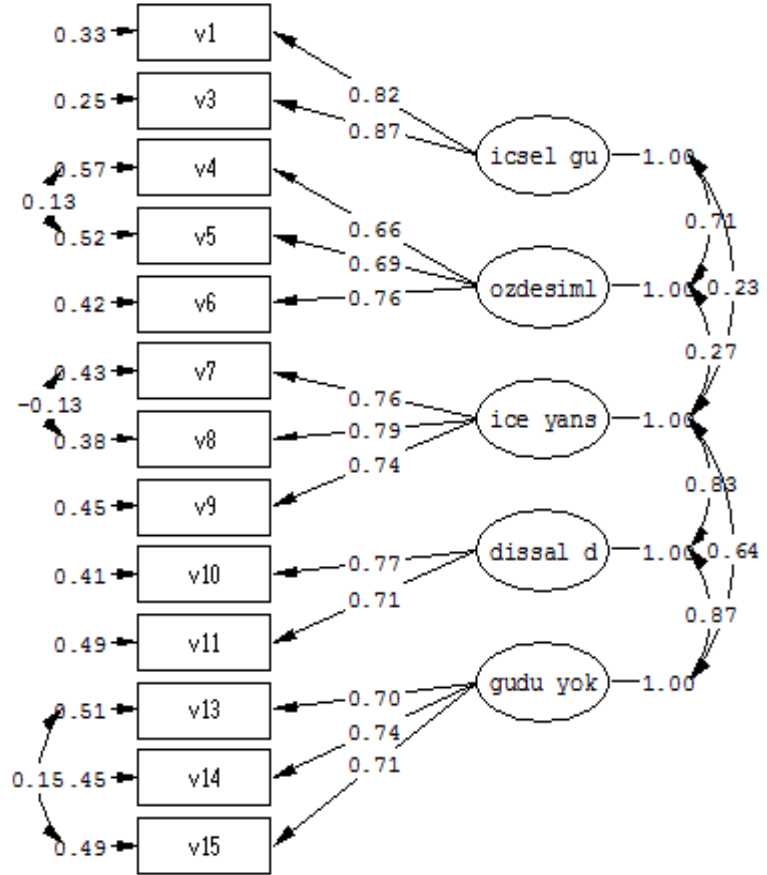 0.33 v1
0.82
0.25 v3
0.87
0.57 v4 icsel gu 1.00
0.13
0.71
0.52 v5 0.66
0.69
0.42 v6 0.76 ozdesiml 1.00 0.23
0.43 v7 0.27
-0.13 0.76
0.38 v8 0.79 ice yans 1.00
0.74
0.45 v9 0.83
0.41 v10 0.77 dissal d 1.00 0.64
0.71
0.49 v11 0.87
0.51 v13 0.70 gudu yok 1.00
0.74
0.15.45 v14 0.71
0.49 v15